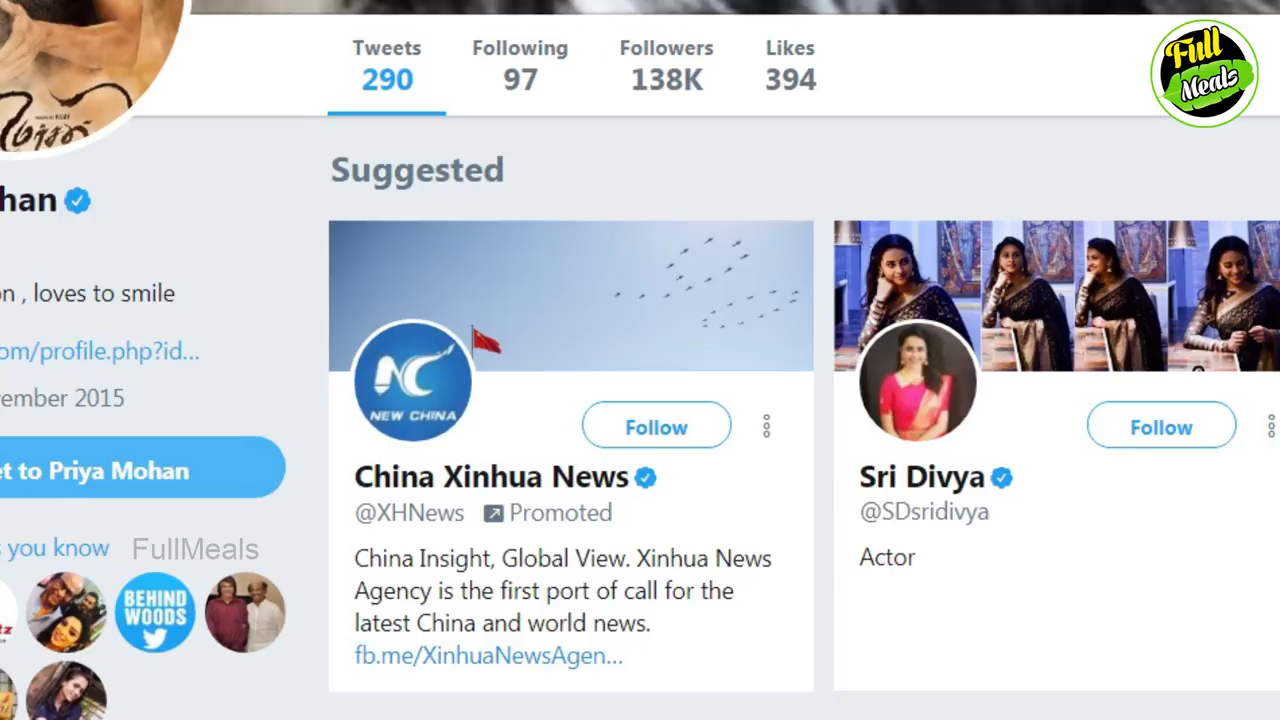 Tweets Following Followers Likes
290 97 138K 394
Full
Meals
மெர்சல்
Suggested
han
n , loves to smile
om/profile.php?id...
ember 2015
et to Priya Mohan
s you know
FullMeals
BEHIND
WOODS
tz
NEW CHINA
Follow
China Xinhua News
@XHNews Promoted
China Insight, Global View. Xinhua News
Agency is the first port of call for the
latest China and world news.
fb.me/XinhuaNewsAgen...
Follow
Sri Divya
@SDsridivya
Actor